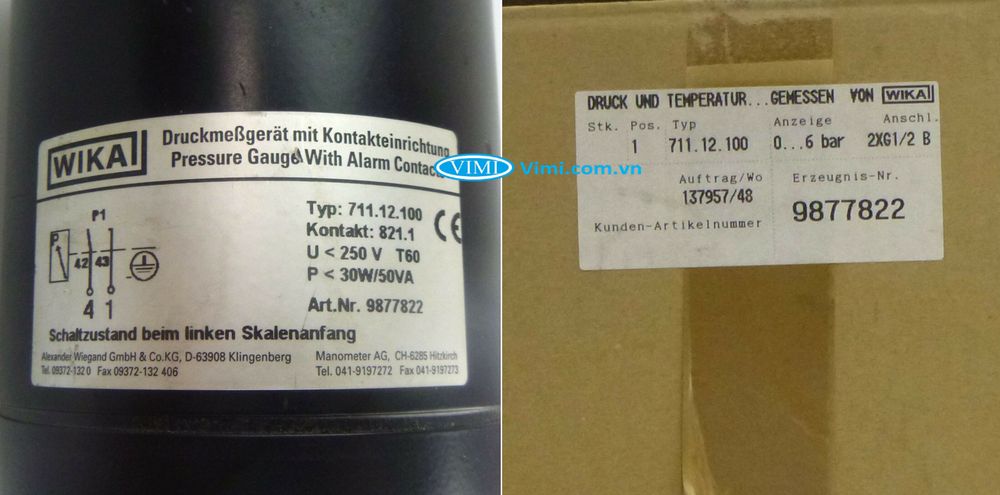 WIKA
Druckmeßgerät mit Kontakteinrichtung
Pressure Gauge With Alarm Contacts
P1
P
42 43
4 1
Typ: 711.12.100
Kontakt: 821.1
U < 250 V T60
P < 30W/50VA
Art.Nr. 9877822
CE
Schaltzustand beim linken Skalenanfang
Alexander Wiegand GmbH & Co.KG, D-63908 Klingenberg
Tel. 09372-132 0 Fax 09372-132 406
Manometer AG, CH-6285 Hitzkirch
Tel. 041-9197272 Fax 041-9197273
VIMI Vimi.com.vn
DRUCK UND TEMPERATUR...GEMESSEN VON WIKA
Stk. Pos. Typ Anzeige Anschl.
1 711.12.100 0...6 bar 2XG1/2 B
Auftrag/Wo Erzeugnis-Nr.
137957/48 9877822
Kunden-Artikelnummer